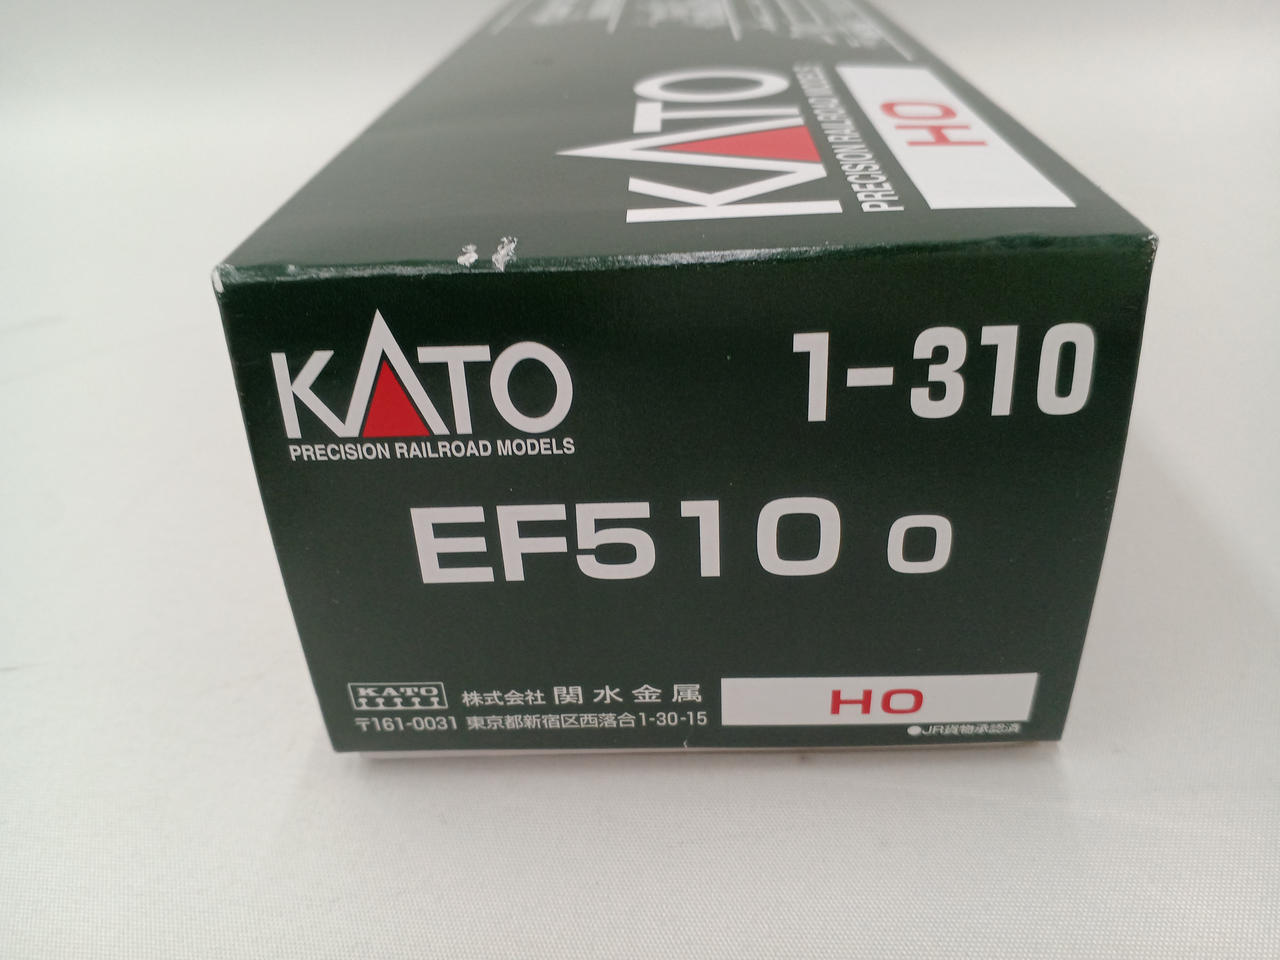 KATO
PRECISION RAILROAD MODELS
HO
KATO
PRECISION RAILROAD MODELS
1-310
EF510 0
KATO
株式会社 関水金属
〒161-0031 東京都新宿区西落合1-30-15
HO
●JR貨物承認済